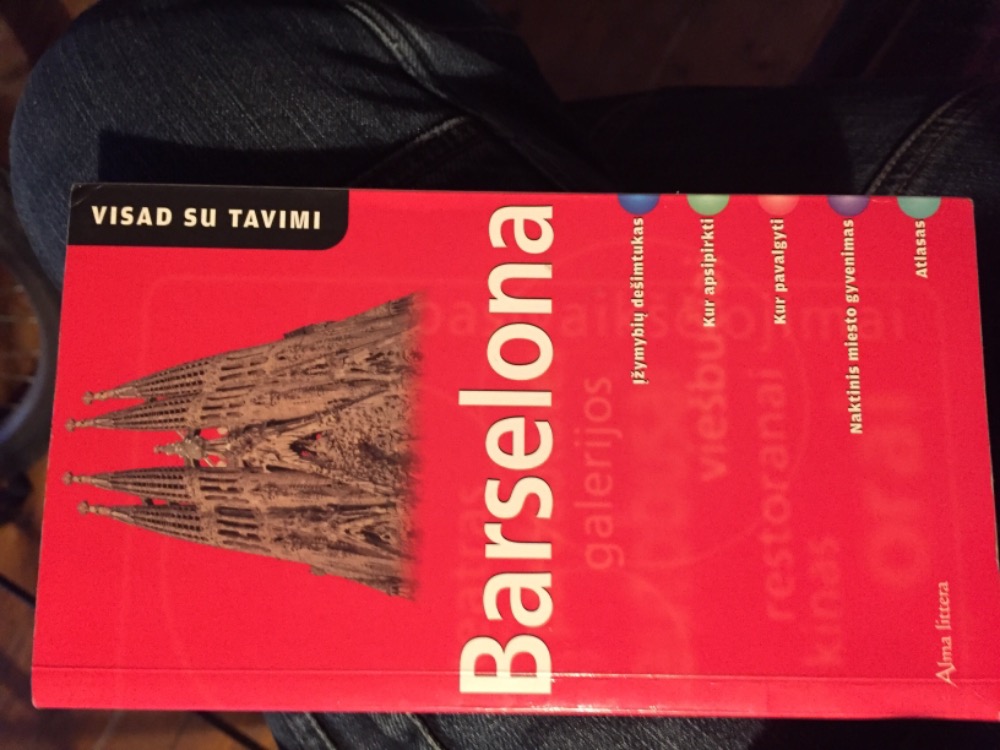 VISAD SU TAVIMI
Barselona
Įžymybių dešimtukas
Kur apsipirkti
Kur pavalgyti
Naktinis miesto gyvenimas
Atlasas
galerijos
restoranai
kinas
Alma littera